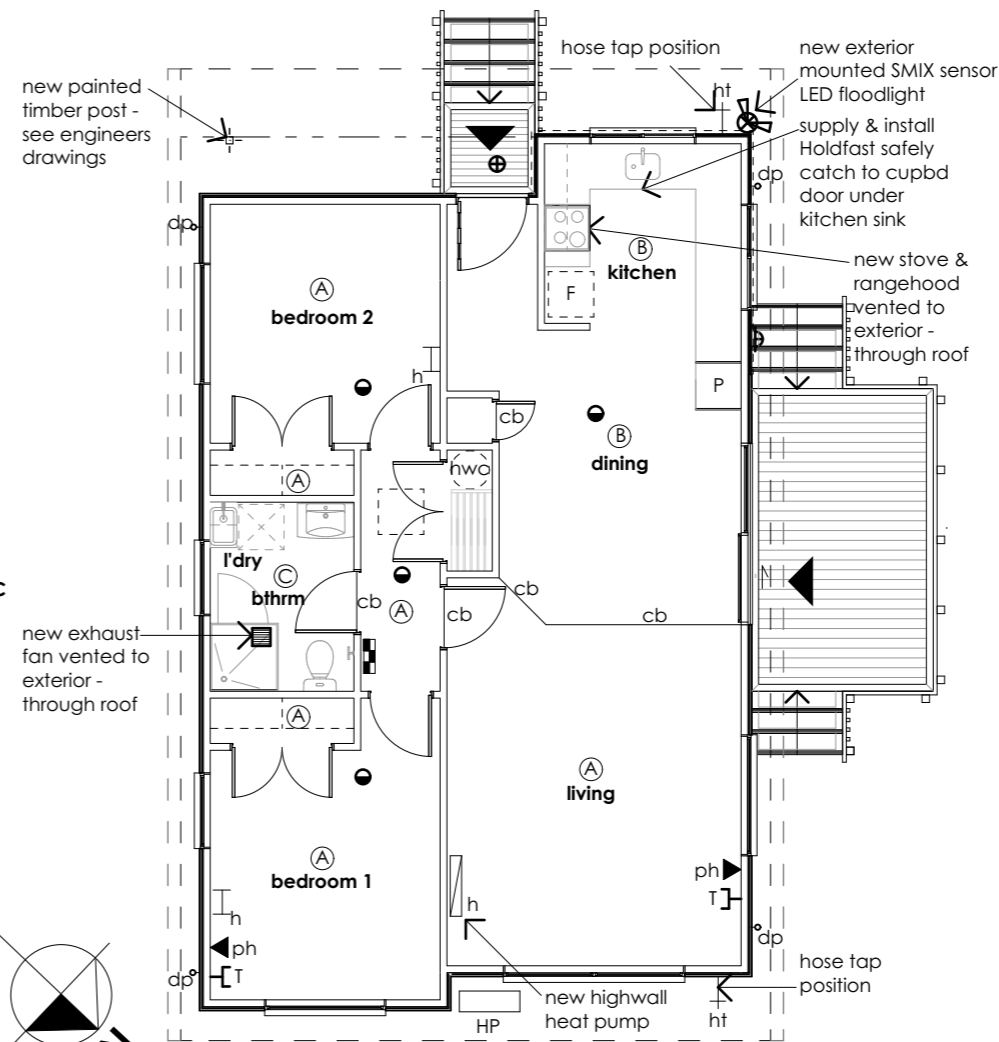 new painted
timber post -
see engineers
drawings
hose tap position
ht
new exterior
mounted SMIX sensor
LED floodlight
supply & install
Holdfast safely
catch to cupbd
door under
kitchen sink
dp
dp
B
kitchen
F
new stove &
rangehood
vented to
exterior -
through roof
A
bedroom 2
h
P
cb
B
dining
hwc
A
l'dry
C
bthrm
cb
A
cb
cb
cb
c
new exhaust
fan vented to
exterior -
through roof
A
A
living
A
bedroom 1
h
ph
T
dp
h
ph
T
dp
new highwall
heat pump
HP
hose tap
position
ht